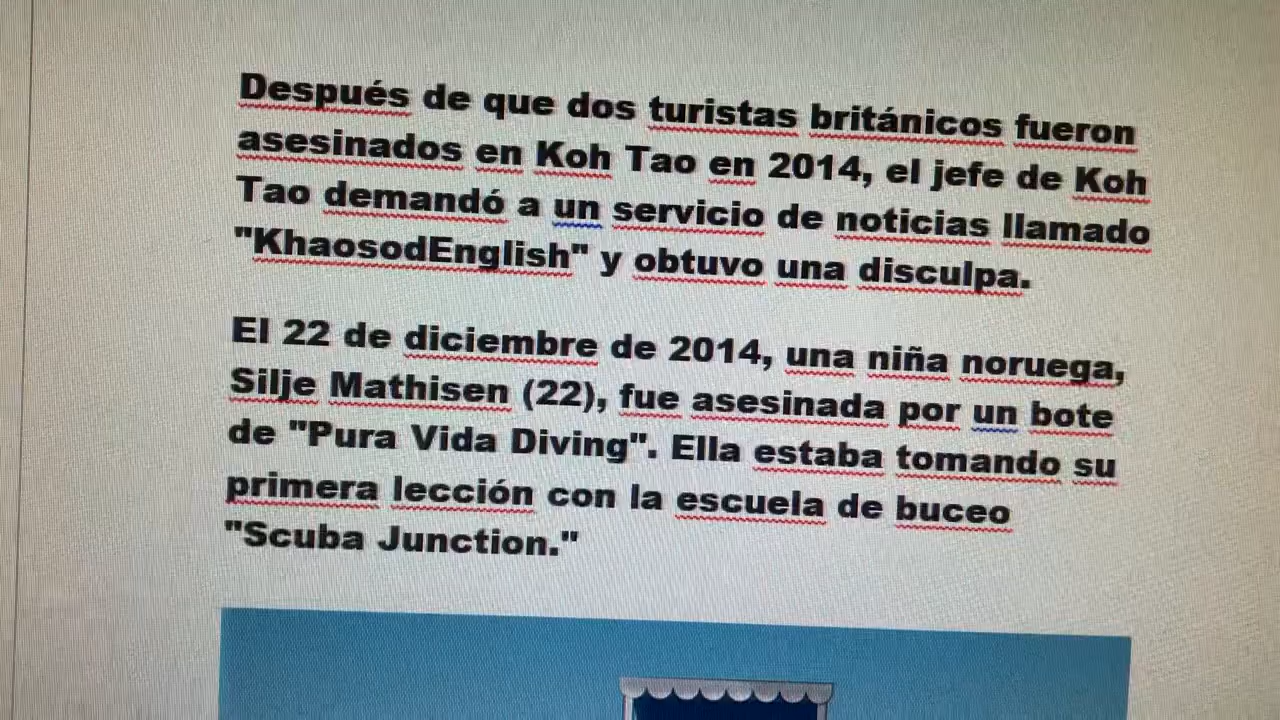 Después de que dos turistas británicos fueron
asesinados en Koh Tao en 2014, el jefe de Koh
Tao demandó a un servicio de noticias llamado
"KhaosodEnglish" y obtuvo una disculpa.
El 22 de diciembre de 2014, una niña noruega,
Silje Mathisen (22), fue asesinada por un bote
de "Pura Vida Diving". Ella estaba tomando su
primera lección con la escuela de buceo
"Scuba Junction."